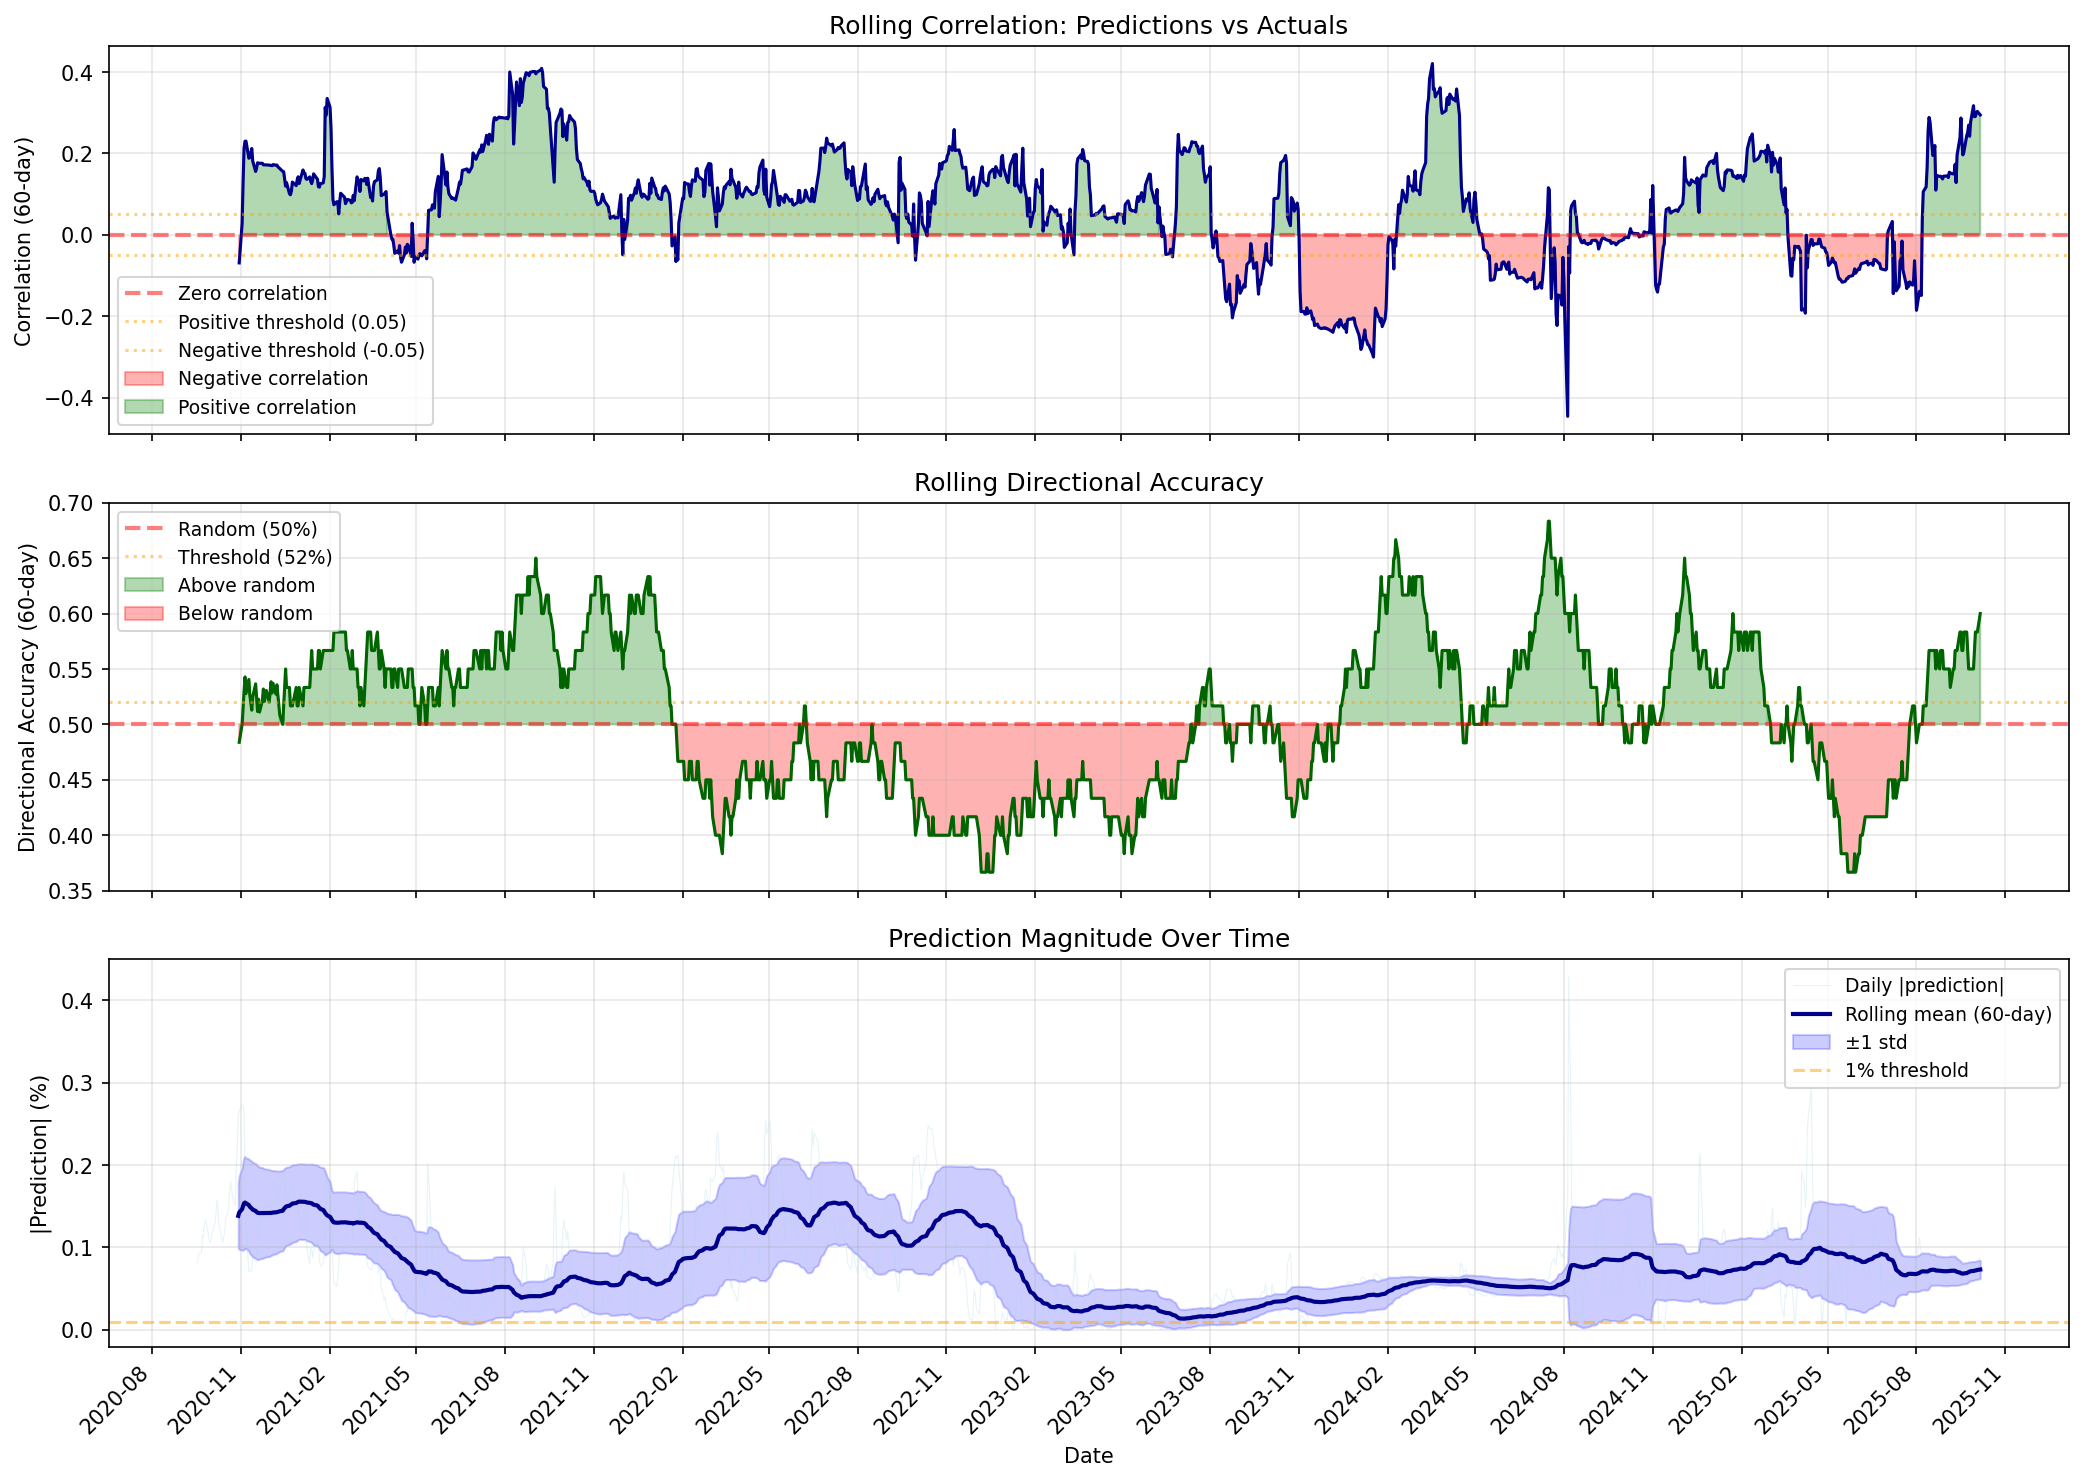 Rolling Correlation: Predictions vs Actuals
Correlation (60-day)
0.4
0.2
0.0
−0.2
−0.4
Zero correlation
Positive threshold (0.05)
Negative threshold (-0.05)
Negative correlation
Positive correlation
Rolling Directional Accuracy
Directional Accuracy (60-day)
0.70
0.65
0.60
0.55
0.50
0.45
0.40
0.35
Random (50%)
Threshold (52%)
Above random
Below random
Prediction Magnitude Over Time
|Prediction| (%)
0.4
0.3
0.2
0.1
0.0
Daily |prediction|
Rolling mean (60-day)
±1 std
1% threshold
2020-08
2020-11
2021-02
2021-05
2021-08
2021-11
2022-02
2022-05
2022-08
2022-11
2023-02
2023-05
2023-08
2023-11
2024-02
2024-05
2024-08
2024-11
2025-02
2025-05
2025-08
2025-11
Date